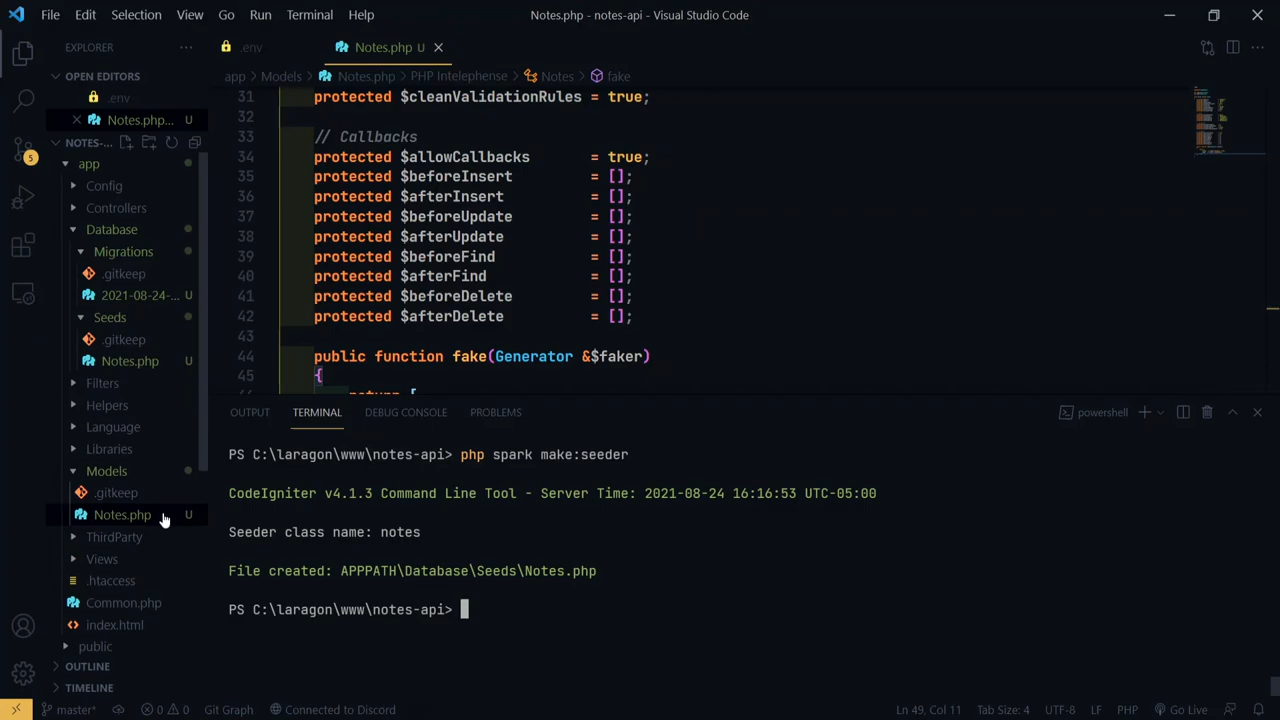 File Edit Selection View Go Run Terminal Help Notes.php - notes-api - Visual Studio Code
EXPLORER
OPEN EDITORS
.env
Notes.php... U
NOTES-...
app
Config
Controllers
Database
Migrations
.gitkeep
2021-08-24-... U
Seeds
.gitkeep
Notes.php U
Filters
Helpers
Language
Libraries
Models
.gitkeep
Notes.php U
ThirdParty
Views
.htaccess
Common.php
index.html
public
OUTLINE
TIMELINE
5
.env Notes.php U
app > Models > Notes.php > PHP Intelephense > Notes > fake
31 protected $cleanValidationRules = true;
32
33 // Callbacks
34 protected $allowCallbacks = true;
35 protected $beforeInsert = [];
36 protected $afterInsert = [];
37 protected $beforeUpdate = [];
38 protected $afterUpdate = [];
39 protected $beforeFind = [];
40 protected $afterFind = [];
41 protected $beforeDelete = [];
42 protected $afterDelete = [];
43
44 public function fake(Generator &$faker)
45 {
return [
OUTPUT TERMINAL DEBUG CONSOLE PROBLEMS powershell
PS C:\laragon\www\notes-api> php spark make:seeder
CodeIgniter v4.1.3 Command Line Tool - Server Time: 2021-08-24 16:16:53 UTC-05:00
Seeder class name: notes
File created: APPPATH\Database\Seeds\Notes.php
PS C:\laragon\www\notes-api>
master* 0 0 Git Graph Connected to Discord Ln 49, Col 11 Tab Size: 4 UTF-8 LF PHP Go Live